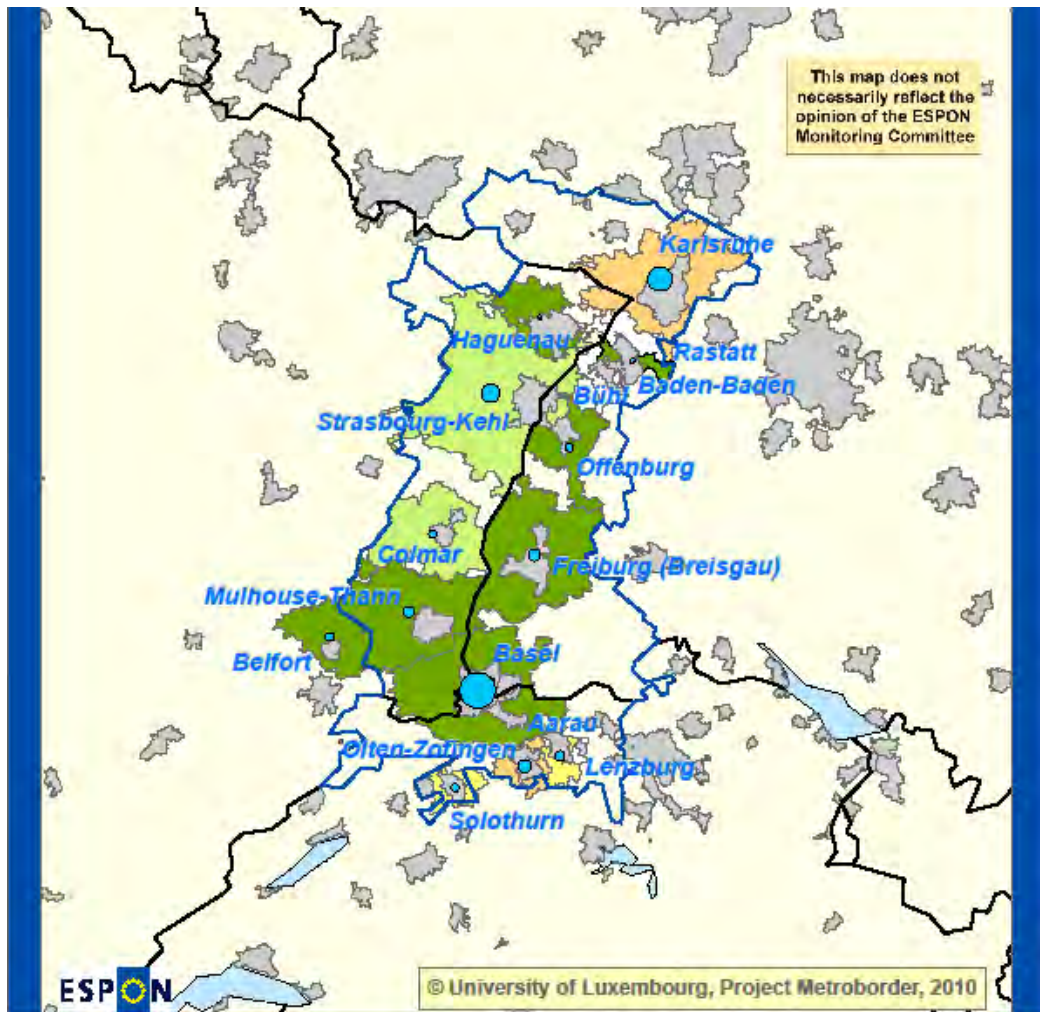 This map does not
necessarily reflect the
opinion of the ESPON
Monitoring Committee
Karlsruhe
Haguenau
Rastatt
Baden-Baden
Bühl
Strasbourg-Kehl
Offenburg
Colmar
Freiburg (Breisgau)
Mulhouse-Thann
Basel
Belfort
Aarau
Olten-Zofingen
Lenzburg
Solothurn
ESPON
© University of Luxembourg, Project Metroborder, 2010